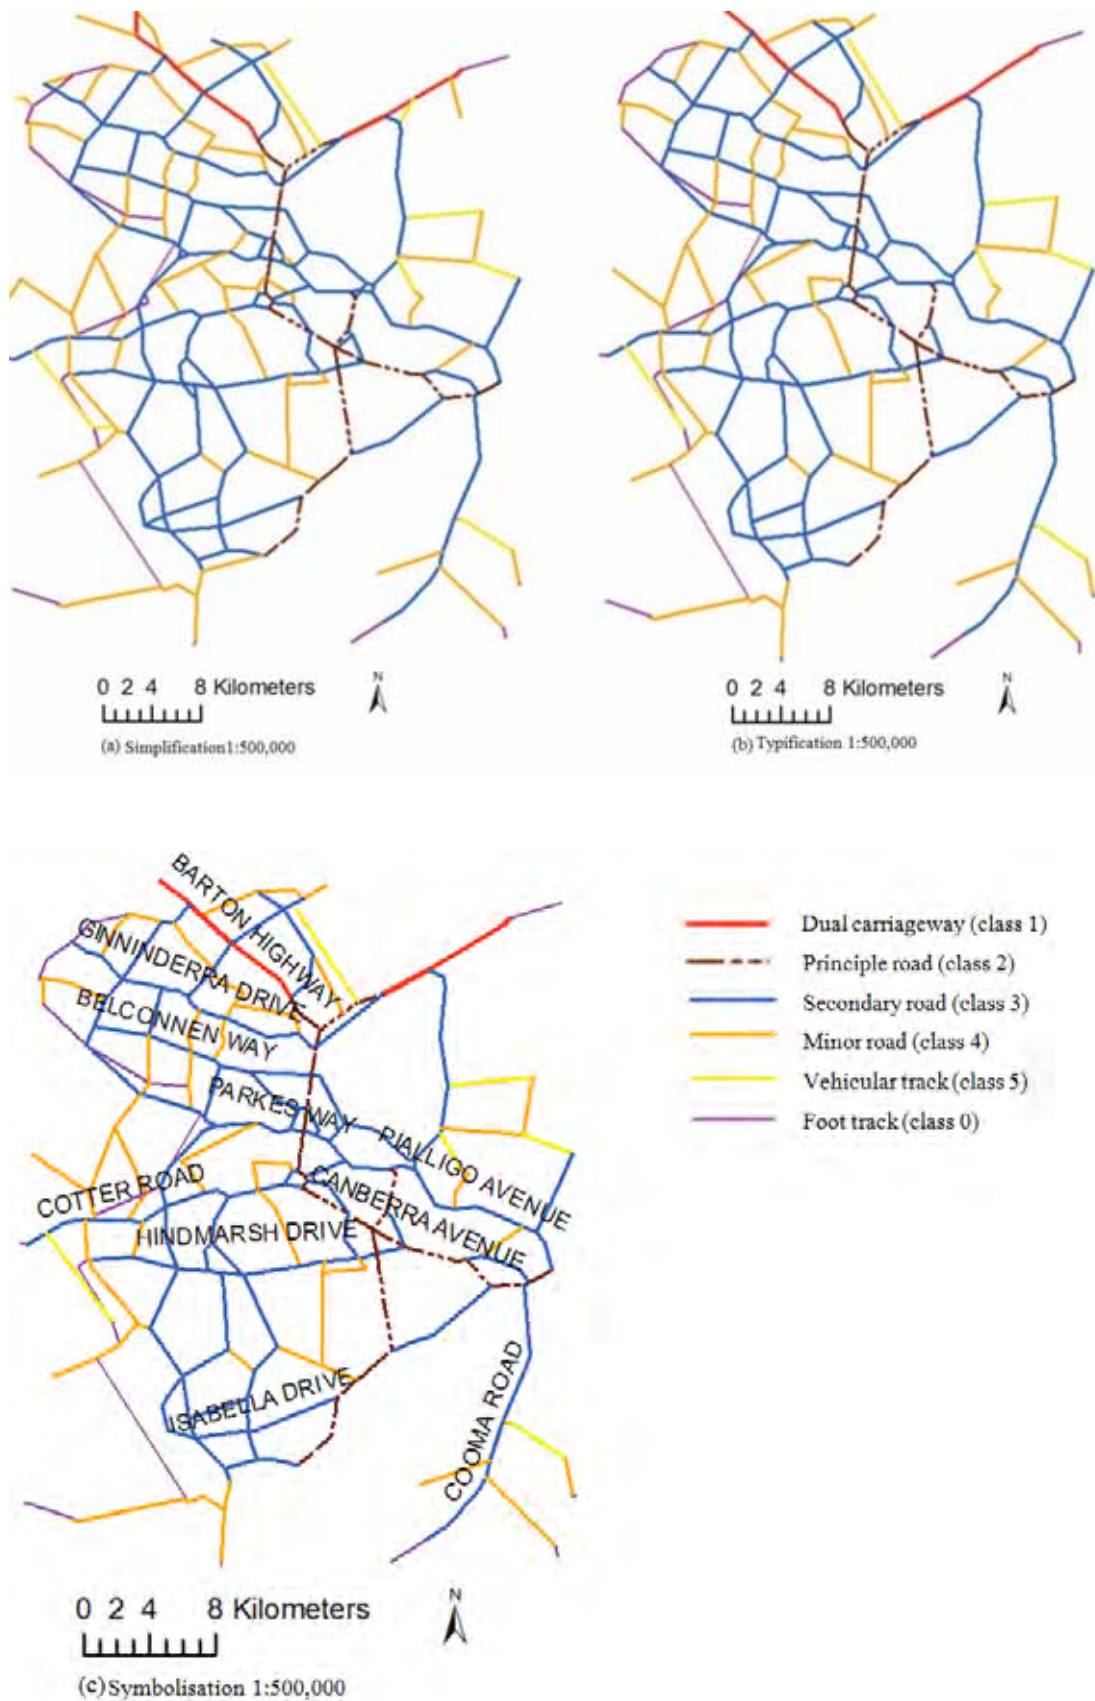 0 2 4 8 Kilometers
N
(a) Simplification1:500,000
0 2 4 8 Kilometers
N
(b) Typification 1:500,000
BARTON HIGHWAY
GINNINDERRA DRIVE
BELCONNEN WAY
PARKES WAY
PIALLIGO AVENUE
COTTER ROAD
CANBERRA AVENUE
HINDMARSH DRIVE
ISABELLA DRIVE
COOMA ROAD
Dual carriageway (class 1)
Principle road (class 2)
Secondary road (class 3)
Minor road (class 4)
Vehicular track (class 5)
Foot track (class 0)
0 2 4 8 Kilometers
N
(c) Symbolisation 1:500,000